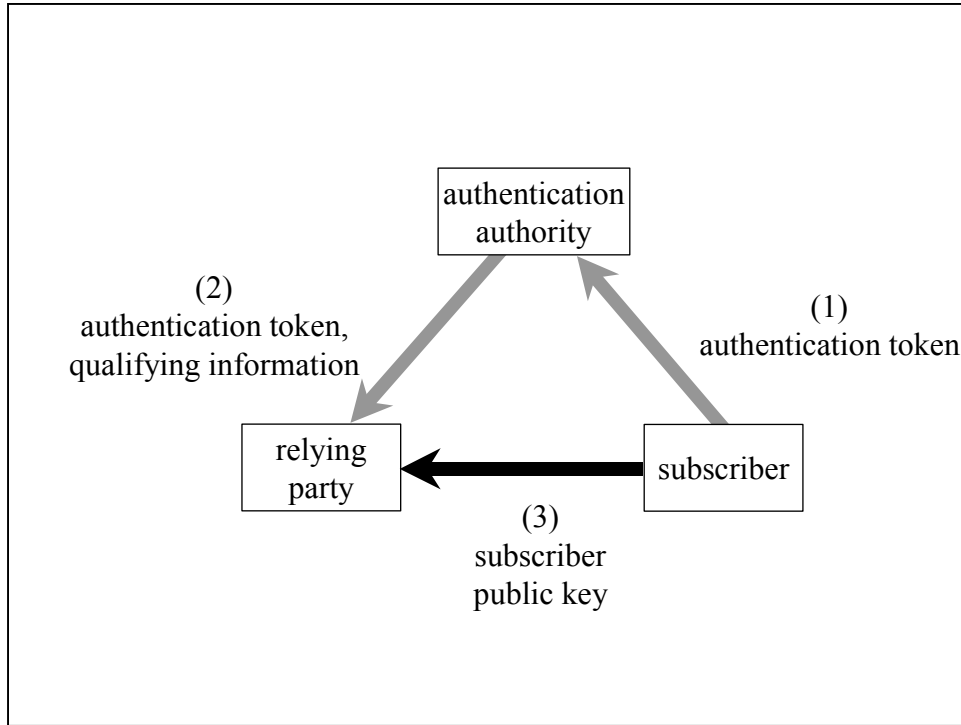 authentication
authority
(2)
authentication token,
qualifying information
(1)
authentication token
relying
party
subscriber
(3)
subscriber
public key